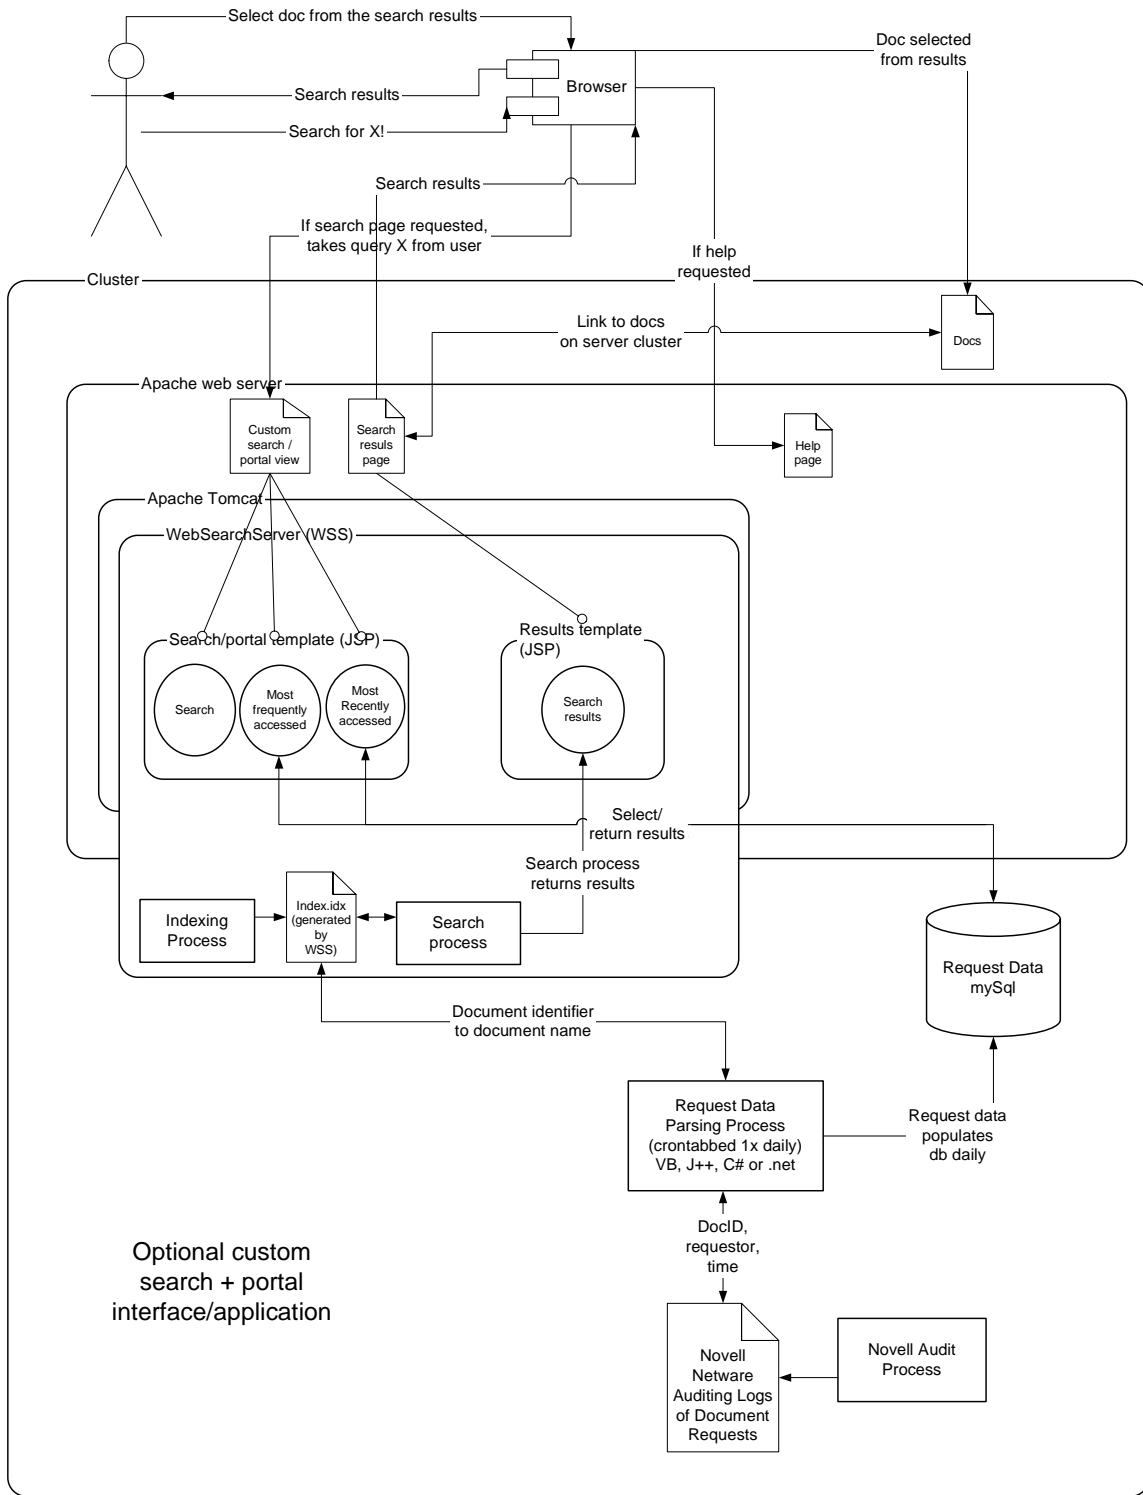 Select doc from the search results
Doc selected
from results
Browser
Search results
Search for X!
Search results
If search page requested,
takes query X from user
If help
requested
Cluster
Link to docs
on server cluster
Docs
Apache web server
Custom
search /
portal view
Search
resuls
page
Help
page
Apache Tomcat
WebSearchServer (WSS)
Search/portal template (JSP)
Results template
(JSP)
Search
Most
frequently
accessed
Most
Recently
accessed
Search
results
Select/
return results
Search process
returns results
Indexing
Process
Index.idx
(generated
by
WSS)
Search
process
Request Data
mySql
Document identifier
to document name
Request Data
Parsing Process
(crontabbed 1x daily)
VB, J++, C# or .net
Request data
populates
db daily
DocID,
requestor,
time
Optional custom
search + portal
interface/application
Novell
Netware
Auditing Logs
of Document
Requests
Novell Audit
Process